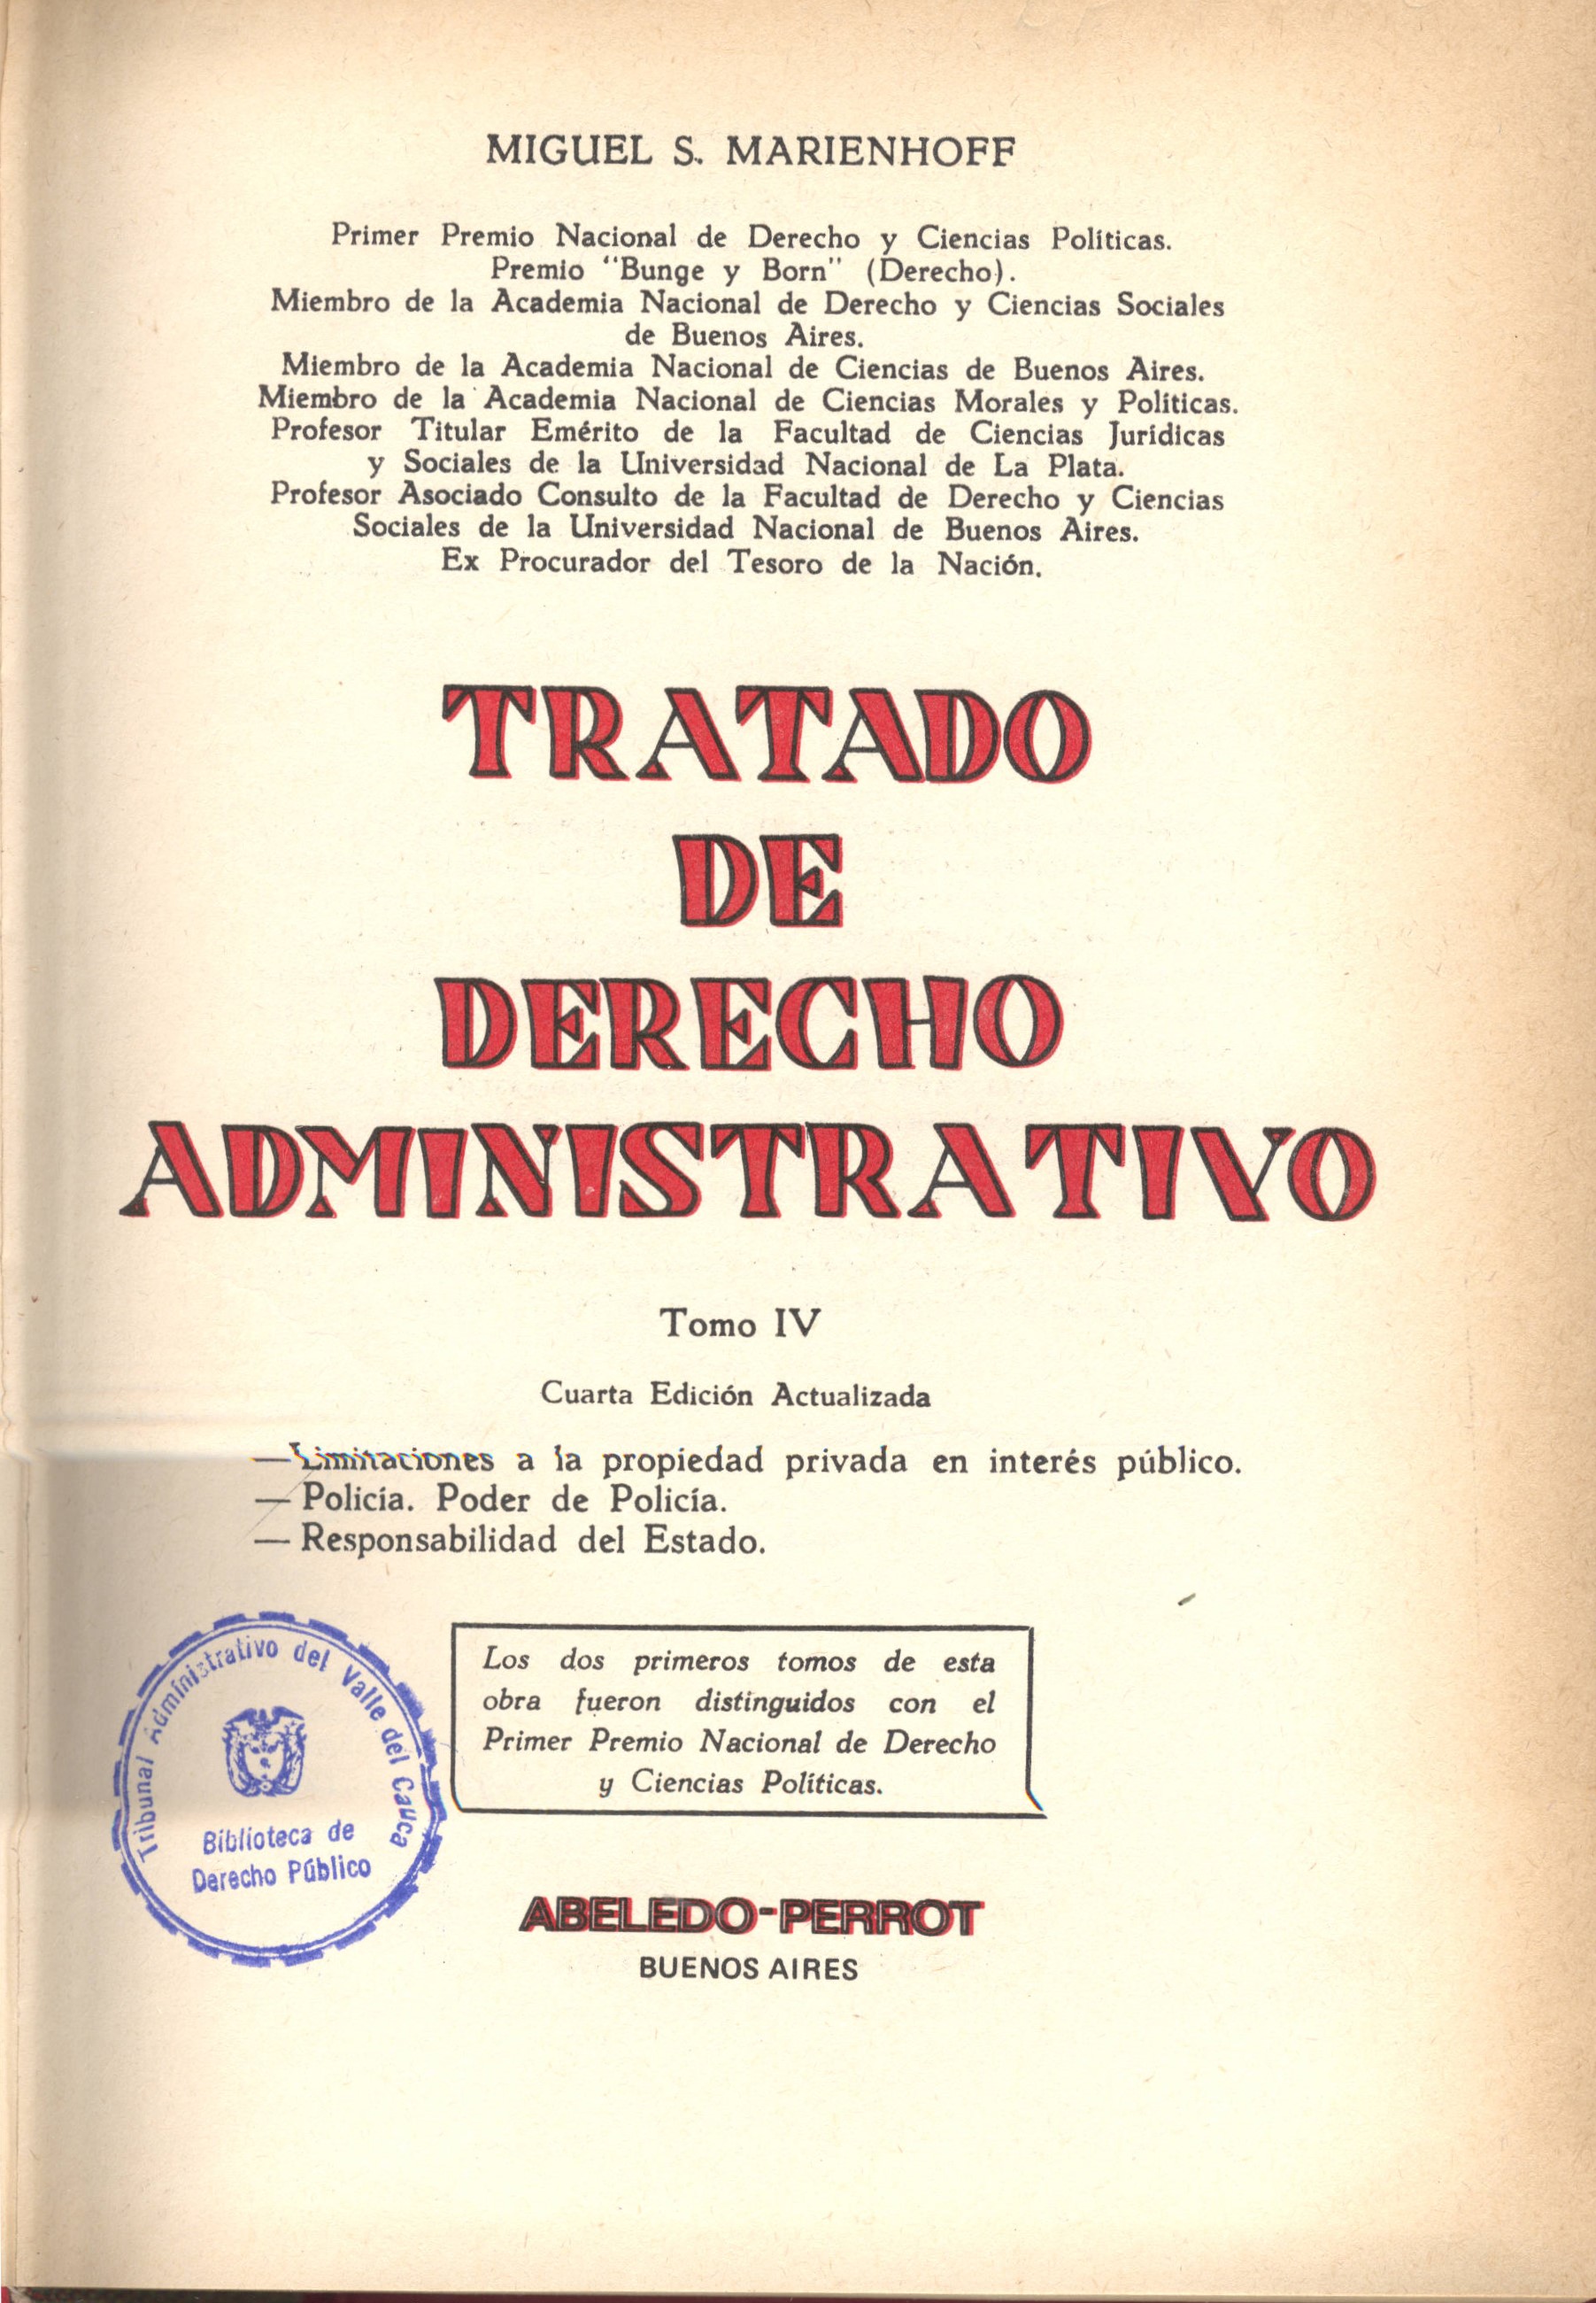 MIGUEL S. MARIENHOFF
Primer Premio Nacional de Derecho y Ciencias Políticas.
Premio "Bunge y Born" (Derecho).
Miembro de la Academia Nacional de Derecho y Ciencias Sociales
de Buenos Aires.
Miembro de la Academia Nacional de Ciencias de Buenos Aires.
Miembro de la Academia Nacional de Ciencias Morales y Políticas.
Profesor Titular Emérito de la Facultad de Ciencias Jurídicas
y Sociales de la Universidad Nacional de La Plata.
Profesor Asociado Consulto de la Facultad de Derecho y Ciencias
Sociales de la Universidad Nacional de Buenos Aires.
Ex Procurador del Tesoro de la Nación.
TRATADO
DE
DERECHO
ADMINISTRATIVO
Tomo IV
Cuarta Edición Actualizada
— Limitaciones a la propiedad privada en interés público.
— Policía. Poder de Policía.
— Responsabilidad del Estado.
Los dos primeros tomos de esta
obra fueron distinguidos con el
Primer Premio Nacional de Derecho
y Ciencias Políticas.
Tribunal Administrativo del Valle del Cauca
Biblioteca de
Derecho Público
ABELEDO-PERROT
BUENOS AIRES